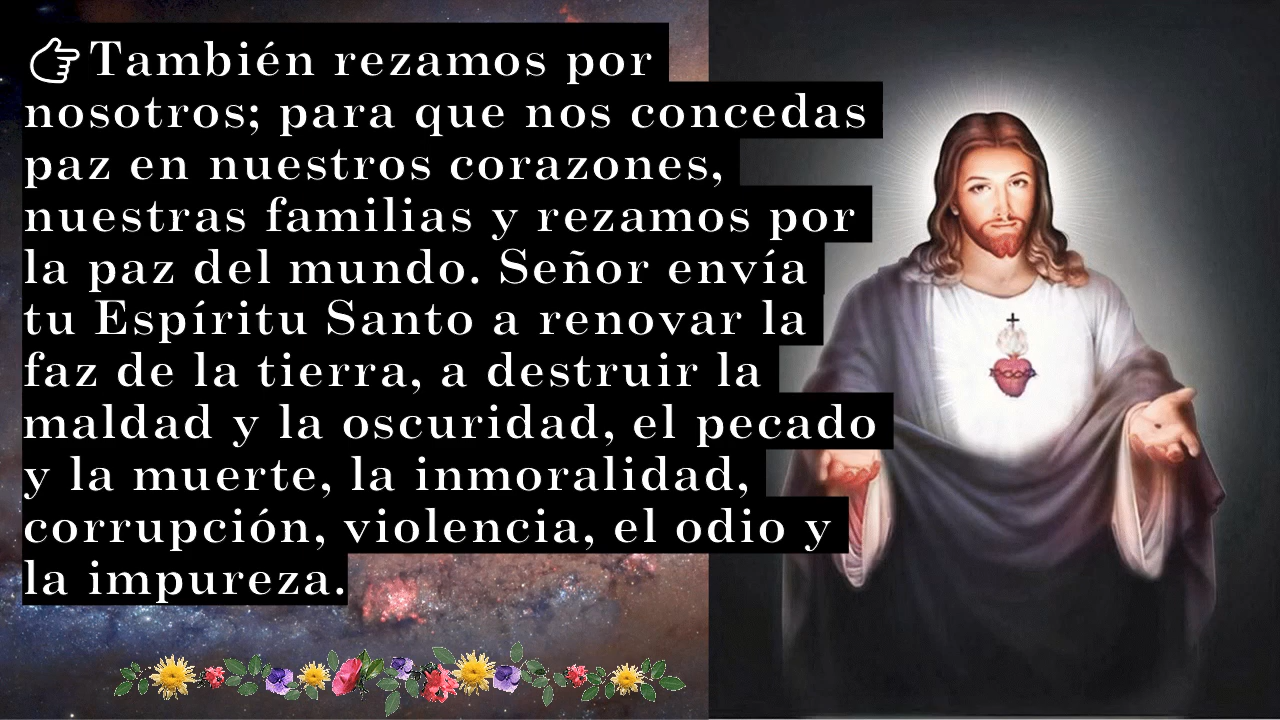 👉También rezamos por
nosotros; para que nos concedas
paz en nuestros corazones,
nuestras familias y rezamos por
la paz del mundo. Señor envía
tu Espíritu Santo a renovar la
faz de la tierra, a destruir la
maldad y la oscuridad, el pecado
y la muerte, la inmoralidad,
corrupción, violencia, el odio y
la impureza.